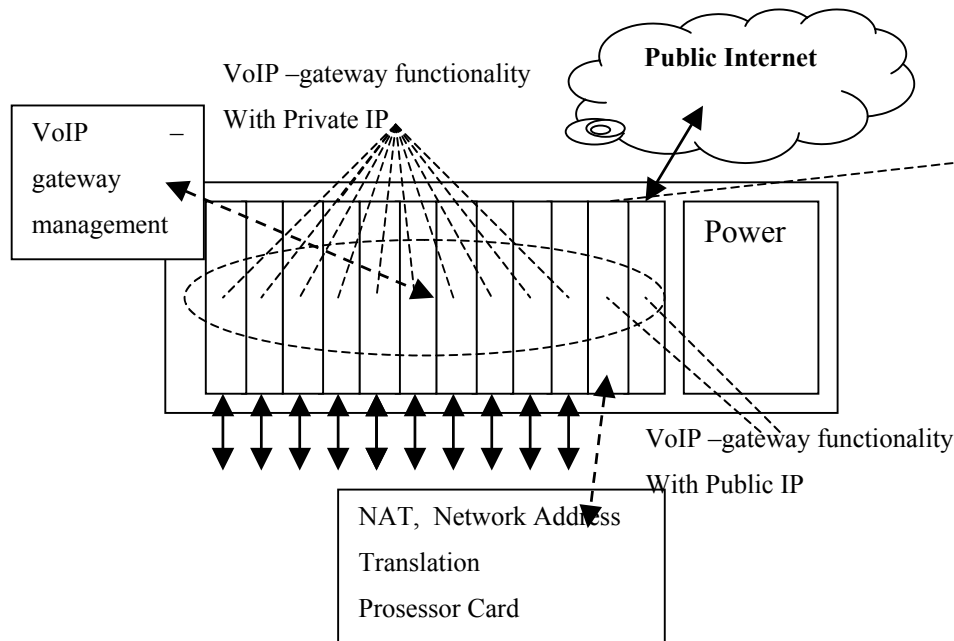 Public Internet
VoIP –gateway functionality
With Private IP
VoIP –
gateway
management
Power
VoIP –gateway functionality
With Public IP
NAT, Network Address
Translation
Prosessor Card